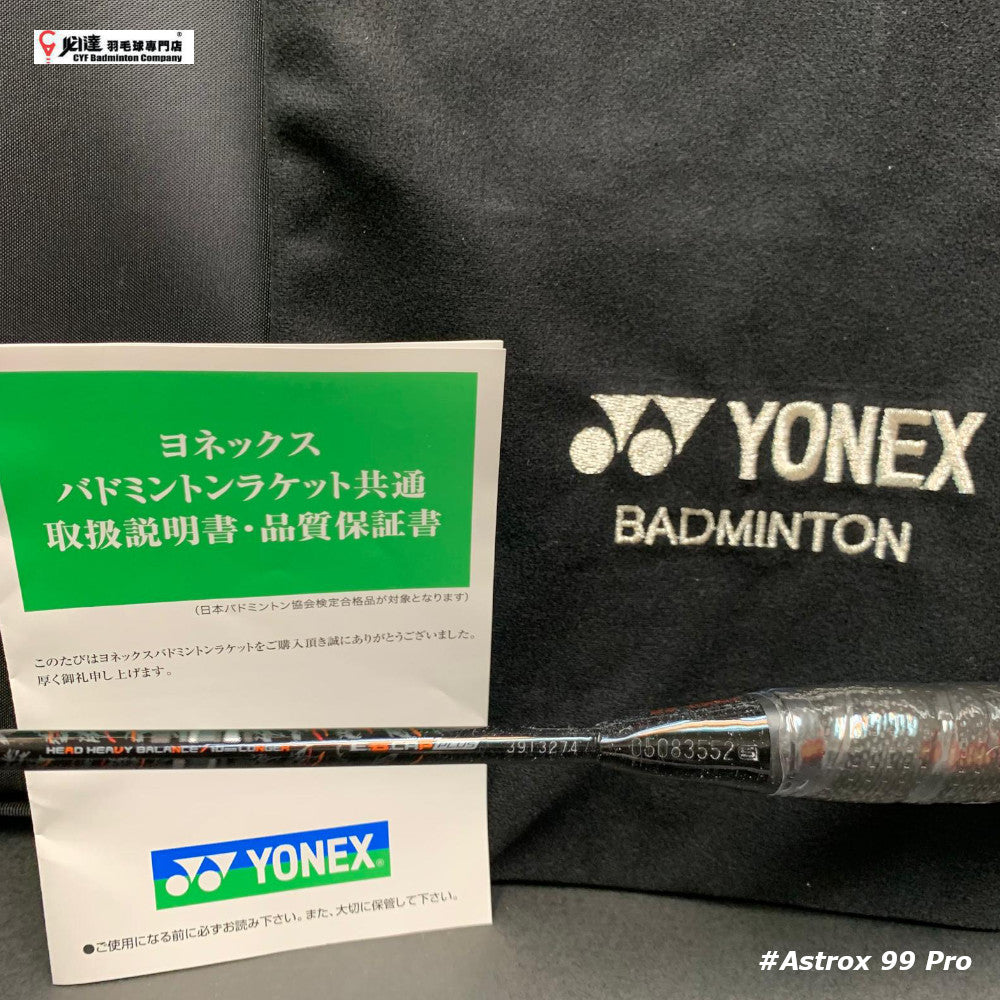 必達 羽毛球專門店®
CYF Badminton Company
ヨネックス
バドミントンラケット共通
取扱説明書・品質保証書
(日本バドミントン協会検定合格品が対象となります)
このたびはヨネックスバドミントンラケットをご購入頂き誠にありがとうございました。
厚く御礼申し上げます。
YONEX
BADMINTON
HEAD HEAVY BALANCE / 10mm LONGER
E・B CAP PLUS
3913274
05083552
YONEX®
●ご使用になる前に必ずお読み下さい。また、大切に保管して下さい。
#Astrox 99 Pro